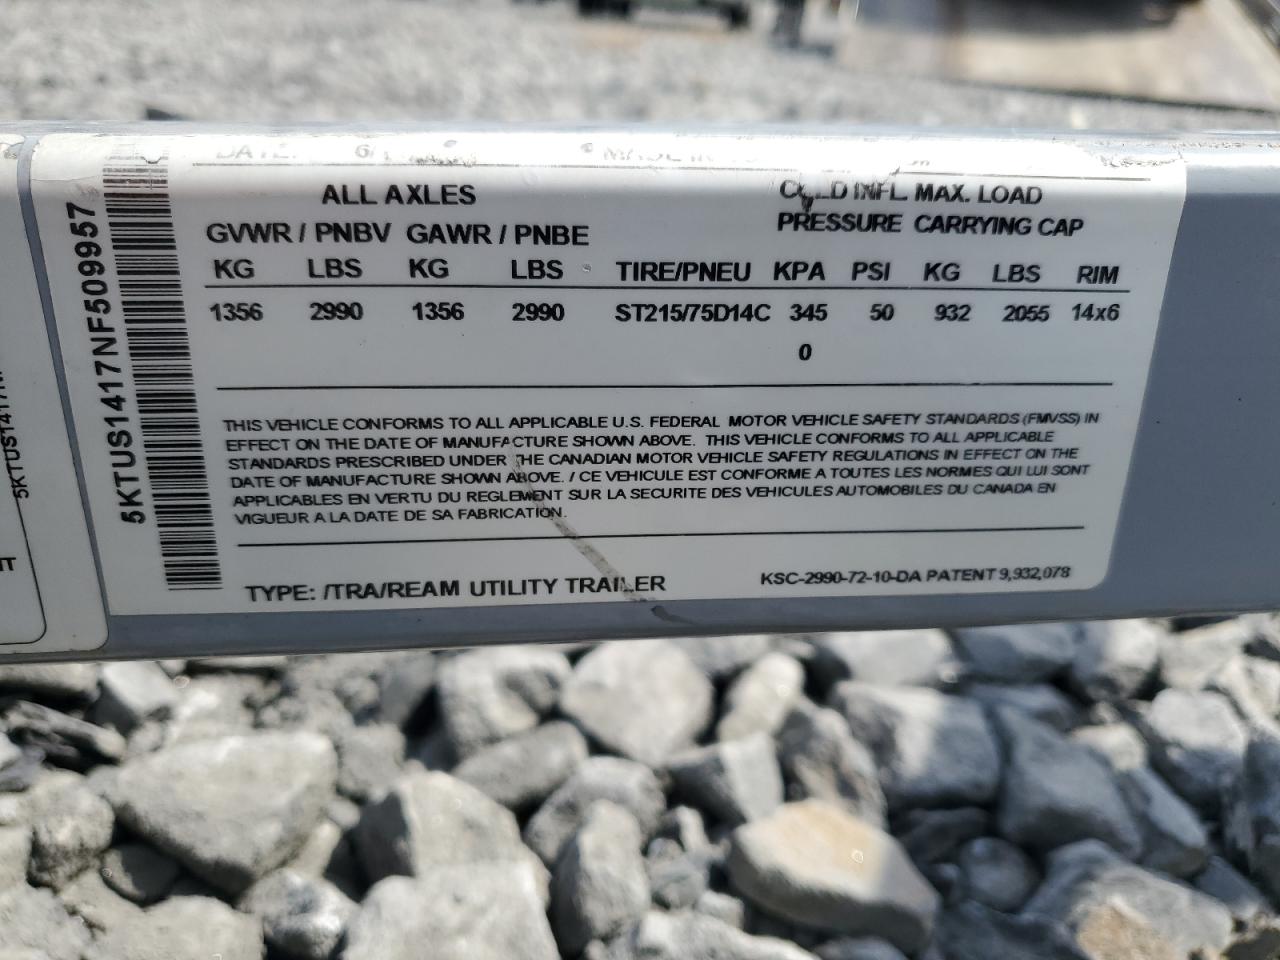 DATE: 6/ MADE IN
ALL AXLES
COLD INFL. MAX. LOAD
GVWR / PNBV GAWR / PNBE
PRESSURE CARRYING CAP
KG LBS KG LBS TIRE/PNEU KPA PSI KG LBS RIM
1356 2990 1356 2990 ST215/75D14C 345 50 932 2055 14x6
0
THIS VEHICLE CONFORMS TO ALL APPLICABLE U.S. FEDERAL MOTOR VEHICLE SAFETY STANDARDS (FMVSS) IN
EFFECT ON THE DATE OF MANUFACTURE SHOWN ABOVE. THIS VEHICLE CONFORMS TO ALL APPLICABLE
STANDARDS PRESCRIBED UNDER THE CANADIAN MOTOR VEHICLE SAFETY REGULATIONS IN EFFECT ON THE
DATE OF MANUFACTURE SHOWN ABOVE. / CE VEHICULE EST CONFORME A TOUTES LES NORMES QUI LUI SONT
APPLICABLES EN VERTU DU REGLEMENT SUR LA SECURITE DES VEHICULES AUTOMOBILES DU CANADA EN
VIGUEUR A LA DATE DE SA FABRICATION.
TYPE: /TRA/REAM UTILITY TRAILER
KSC-2990-72-10-DA PATENT 9,932,078
5KTUS1417NF509957
5KTUS1417N